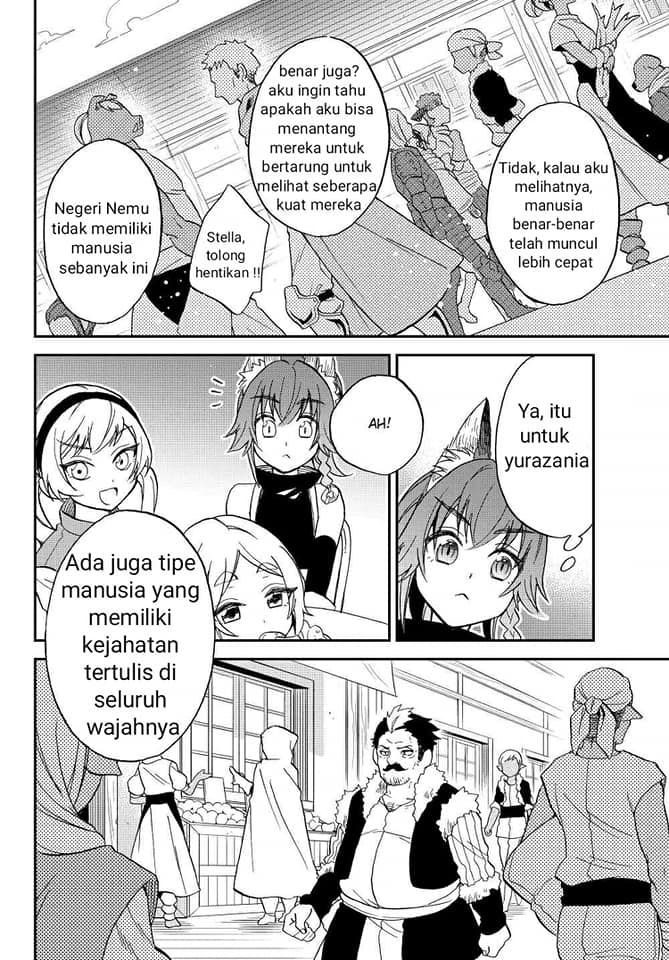 Tidak, kalau aku
melihatnya,
manusia
benar-benar
telah muncul
lebih cepat
benar juga?
aku ingin tahu
apakah aku bisa
menantang
mereka untuk
bertarung untuk
melihat seberapa
kuat mereka
Stella,
tolong
hentikan !!
Negeri Nemu
tidak memiliki
manusia
sebanyak ini
Ya, itu
untuk
yurazania
AH!
Ada juga tipe
manusia yang
memiliki
kejahatan
tertulis di
seluruh
wajahnya